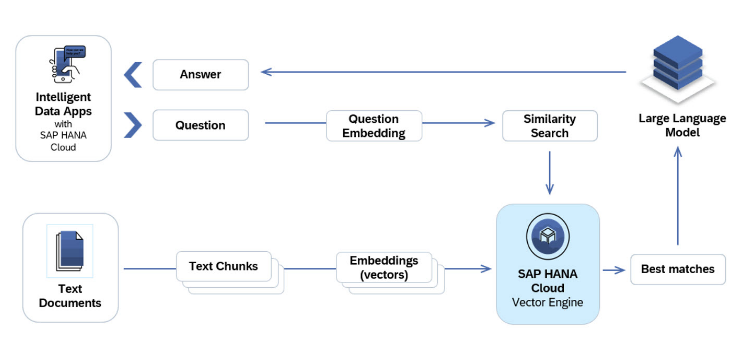 Answer
Intelligent
Data Apps
with
SAP HANA
Cloud
Question
Question
Embedding
Similarity
Search
Large Language
Model
Text
Documents
Text Chunks
Embeddings
(vectors)
SAP HANA
Cloud
Vector Engine
Best matches